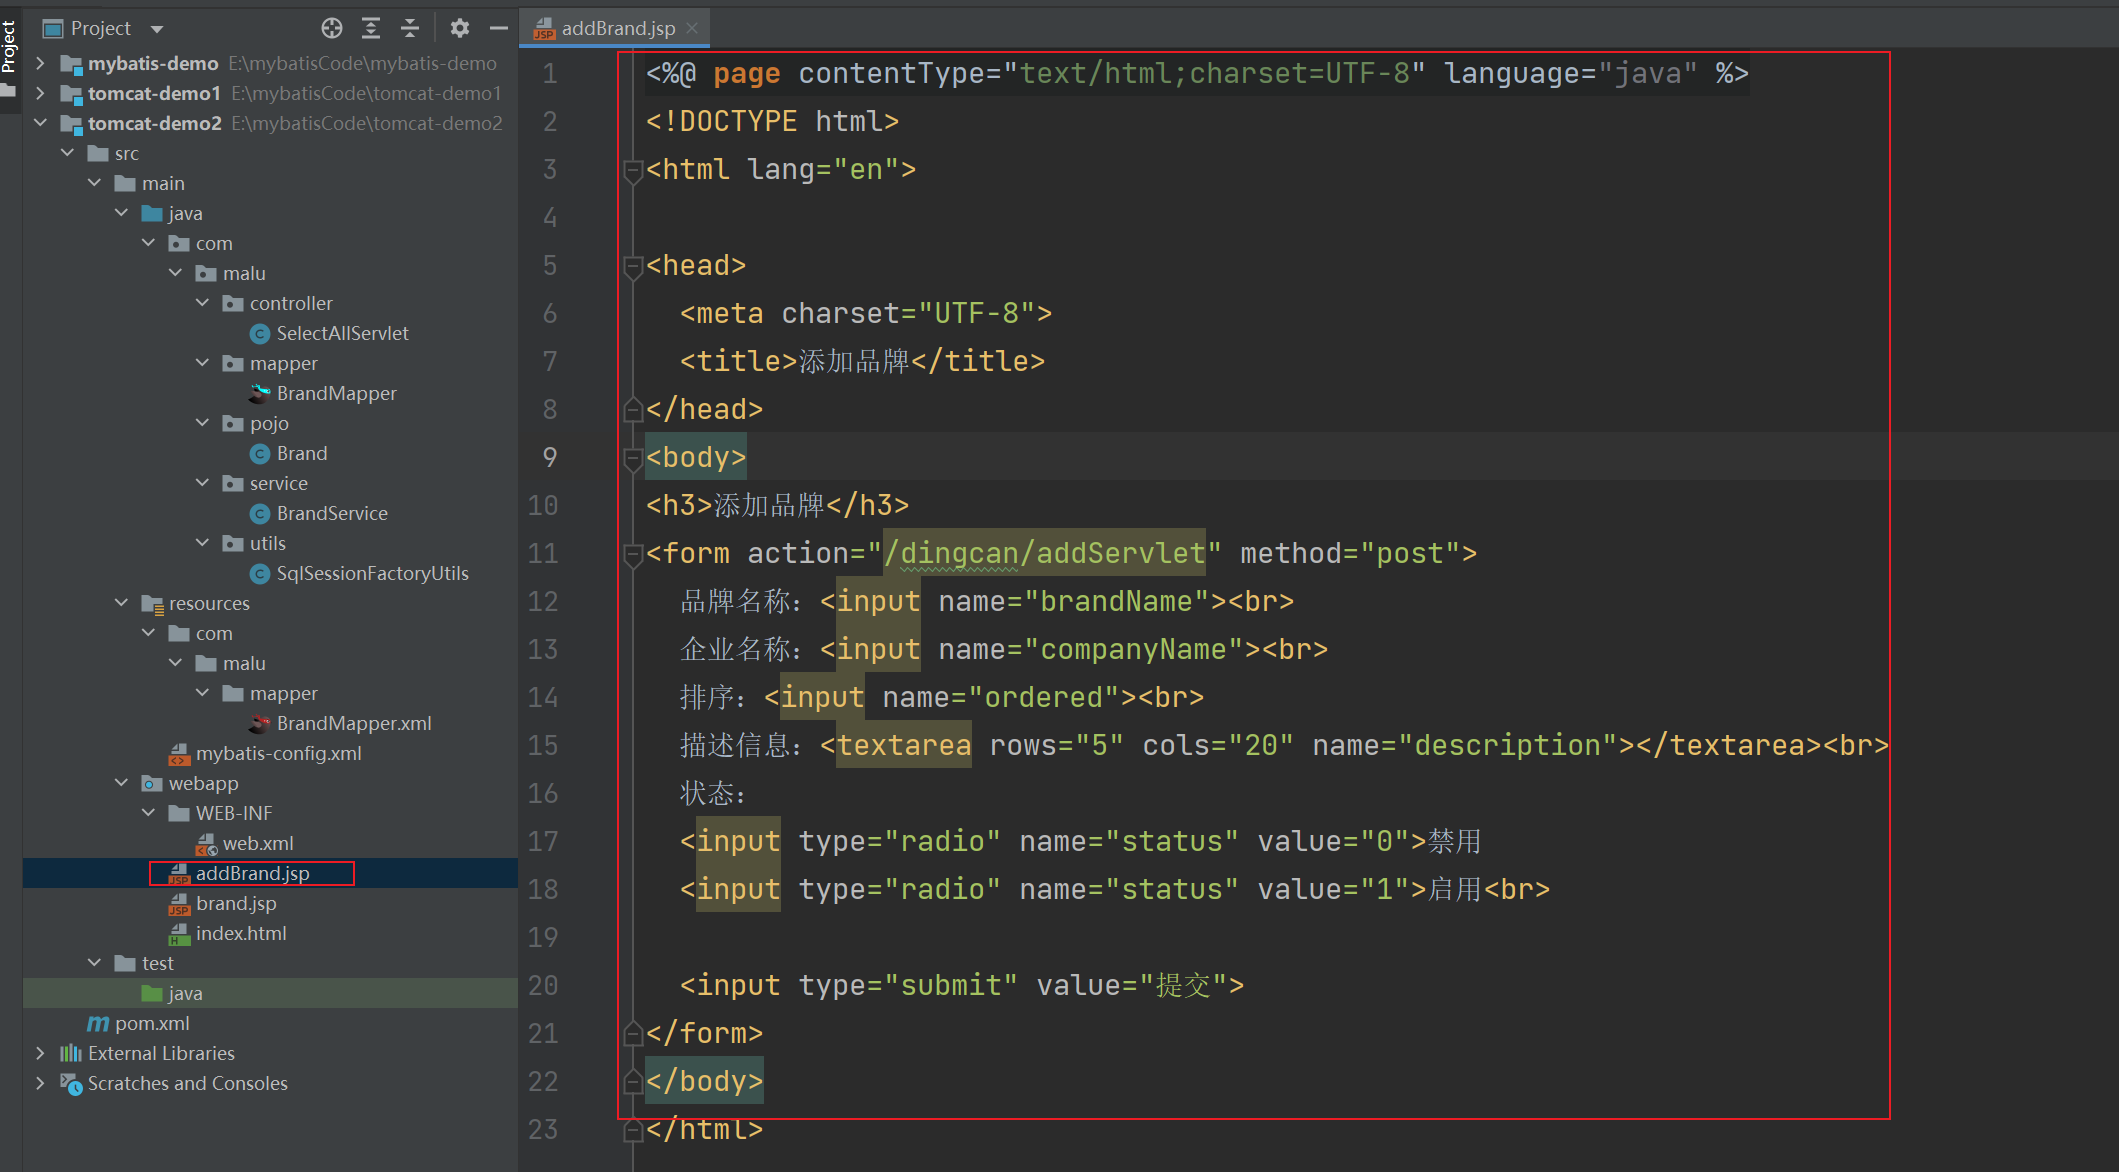 Project
Project
mybatis-demo E:\mybatisCode\mybatis-demo
tomcat-demo1 E:\mybatisCode\tomcat-demo1
tomcat-demo2 E:\mybatisCode\tomcat-demo2
src
main
java
com
malu
controller
SelectAllServlet
mapper
BrandMapper
pojo
Brand
service
BrandService
utils
SqlSessionFactoryUtils
resources
com
malu
mapper
BrandMapper.xml
mybatis-config.xml
webapp
WEB-INF
web.xml
addBrand.jsp
brand.jsp
index.html
test
java
pom.xml
External Libraries
Scratches and Consoles
addBrand.jsp
1 <%@ page contentType="text/html;charset=UTF-8" language="java" %>
2 <!DOCTYPE html>
3 <html lang="en">
4
5 <head>
6 <meta charset="UTF-8">
7 <title>添加品牌</title>
8 </head>
9 <body>
10 <h3>添加品牌</h3>
11 <form action="/dingcan/addServlet" method="post">
12 品牌名称：<input name="brandName"><br>
13 企业名称：<input name="companyName"><br>
14 排序：<input name="ordered"><br>
15 描述信息：<textarea rows="5" cols="20" name="description"></textarea><br>
16 状态：
17 <input type="radio" name="status" value="0">禁用
18 <input type="radio" name="status" value="1">启用<br>
19
20 <input type="submit" value="提交">
21 </form>
22 </body>
23 </html>